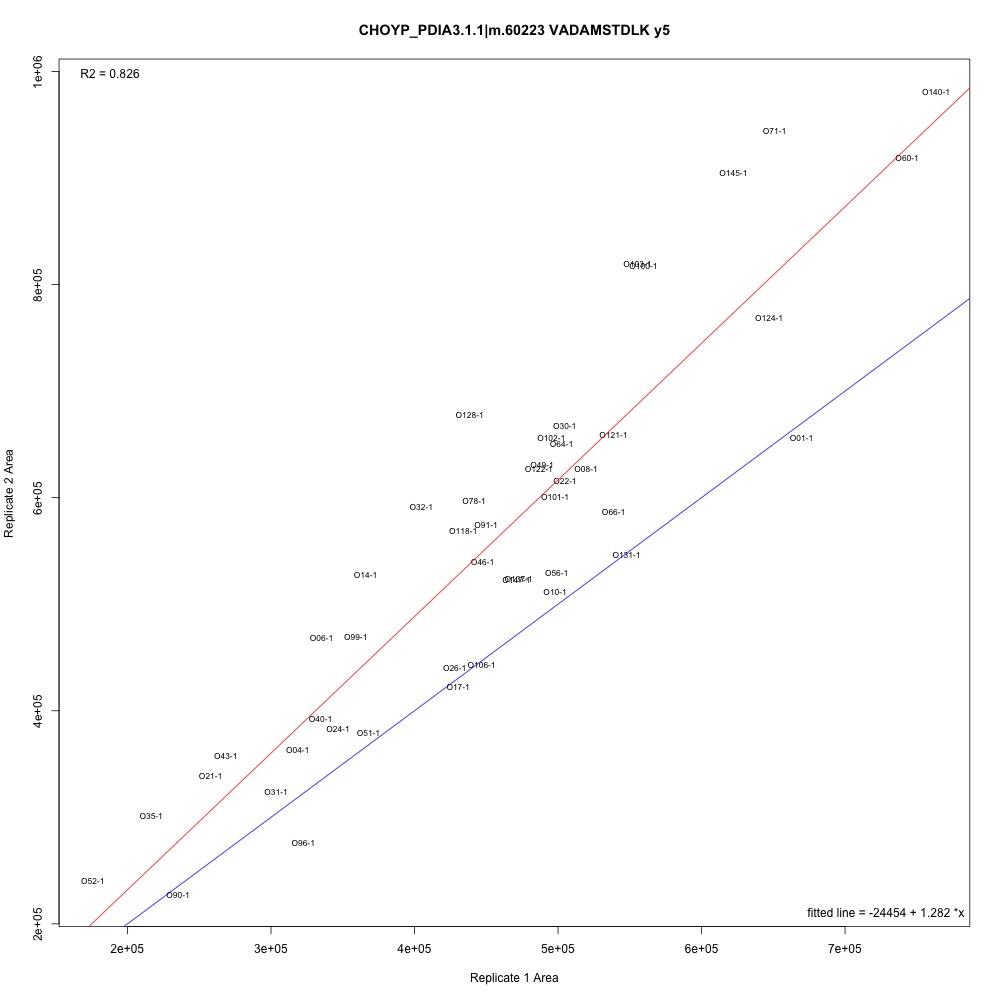 CHOYP_PDIA3.1.1|m.60223 VADAMSTDLK y5
R2 = 0.826
1e+06
8e+05
6e+05
4e+05
2e+05
Replicate 2 Area
O140-1
O71-1
O60-1
O145-1
O100-1
O124-1
O128-1
O30-1
O121-1
O102-1
O01-1
O64-1
O49-1
O122-1
O08-1
O22-1
O101-1
O78-1
O32-1
O66-1
O91-1
O118-1
O131-1
O46-1
O14-1
O56-1
O10-1
O06-1
O99-1
O26-1
O106-1
O17-1
O40-1
O24-1
O51-1
O04-1
O43-1
O21-1
O31-1
O35-1
O96-1
O52-1
O90-1
fitted line = -24454 + 1.282 *x
2e+05 3e+05 4e+05 5e+05 6e+05 7e+05
Replicate 1 Area